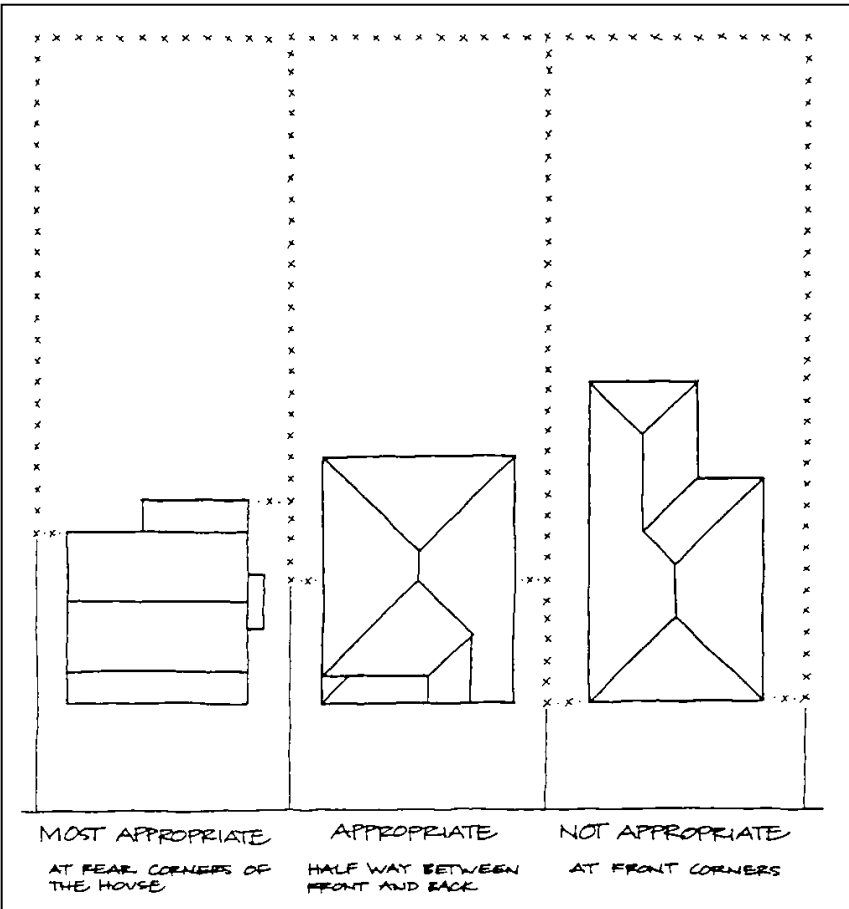 MOST APPROPRIATE
AT REAR CORNERS OF
THE HOUSE
APPROPRIATE
HALF WAY BETWEEN
FRONT AND BACK
NOT APPROPRIATE
AT FRONT CORNERS